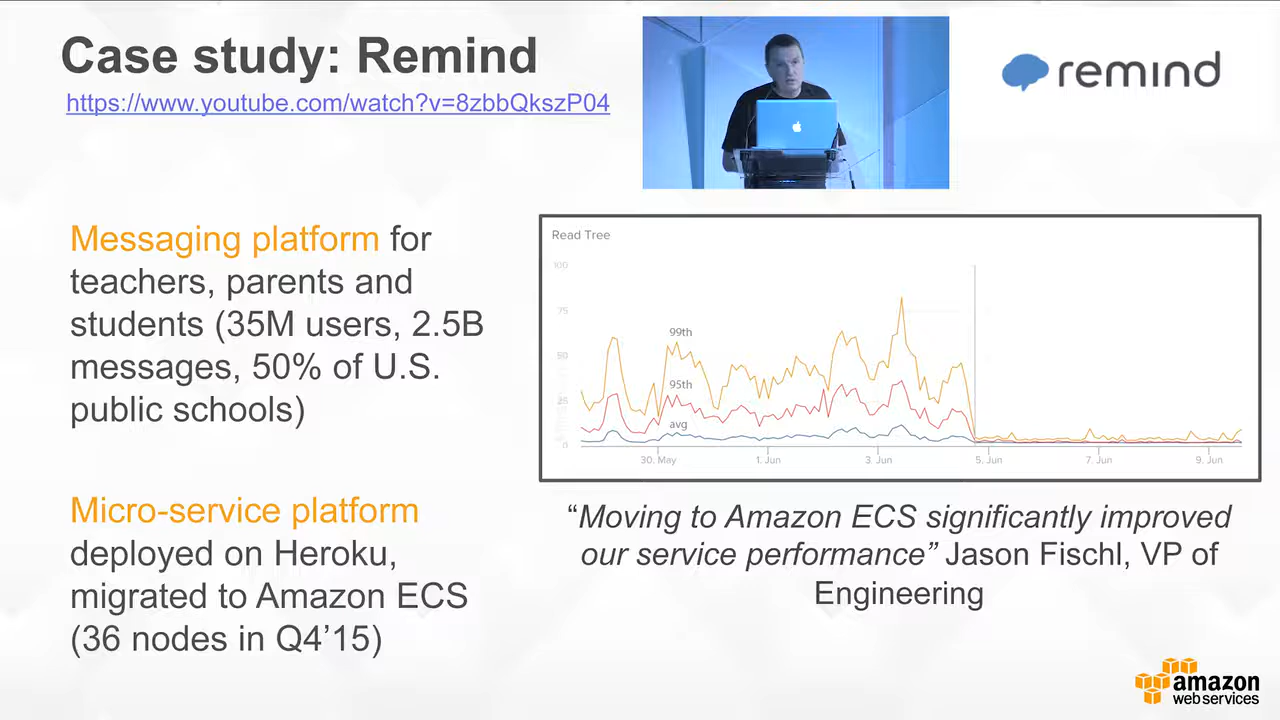 Case study: Remind
https://www.youtube.com/watch?v=8zbbQkszP04
remind
Messaging platform for
teachers, parents and
students (35M users, 2.5B
messages, 50% of U.S.
public schools)
Micro-service platform
deployed on Heroku,
migrated to Amazon ECS
(36 nodes in Q4’15)
Read Tree
100
75
50
25
0
99th
95th
avg
30. May
1. Jun
3. Jun
5. Jun
7. Jun
9. Jun
“Moving to Amazon ECS significantly improved
our service performance” Jason Fischl, VP of
Engineering
amazon
web services